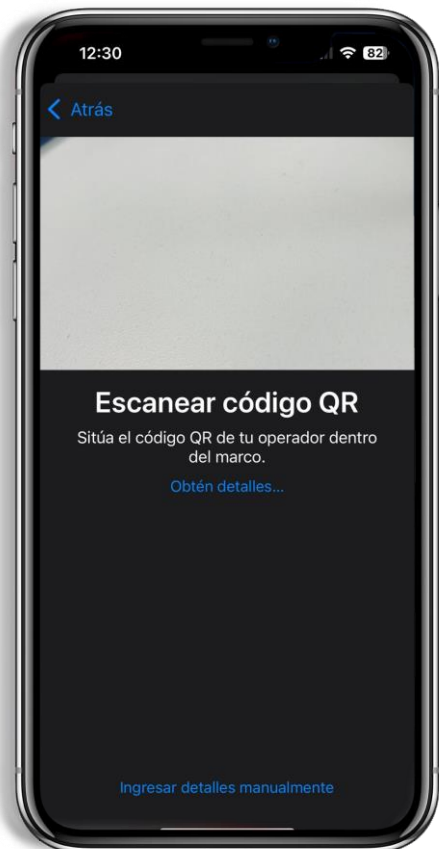 12:30
82
Atrás
Escanear código QR
Sitúa el código QR de tu operador dentro
del marco.
Obtén detalles...
Ingresar detalles manualmente